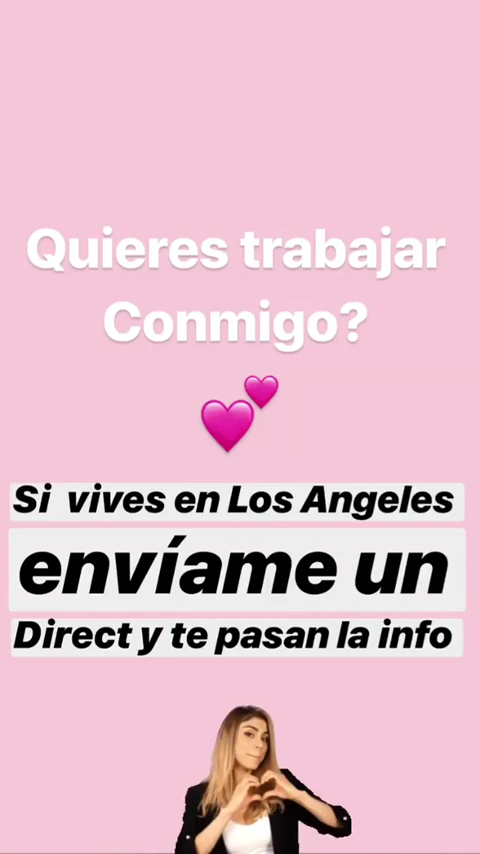 Quieres trabajar
Conmigo?
Si vives en Los Angeles
envíame un
Direct y te pasan la info